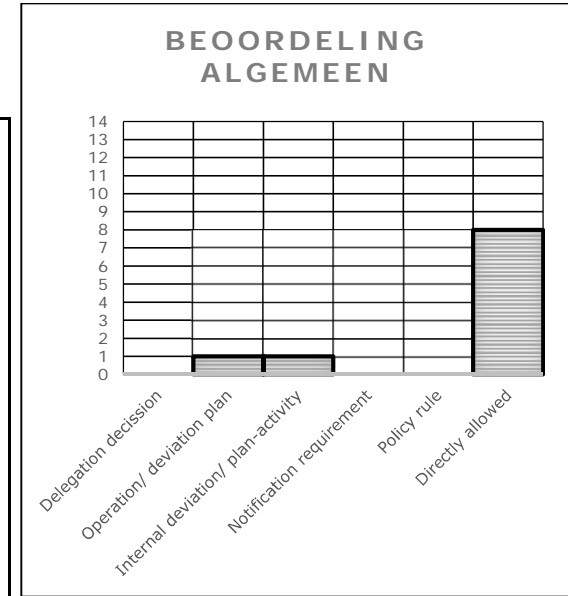 BEOORDELING
ALGEMEEN
14
13
12
11
10
9
8
7
6
5
4
3
2
1
0
Delegation decission
Operation/ deviation plan
Internal deviation/ plan-activity
Notification requirement
Policy rule
Directly allowed